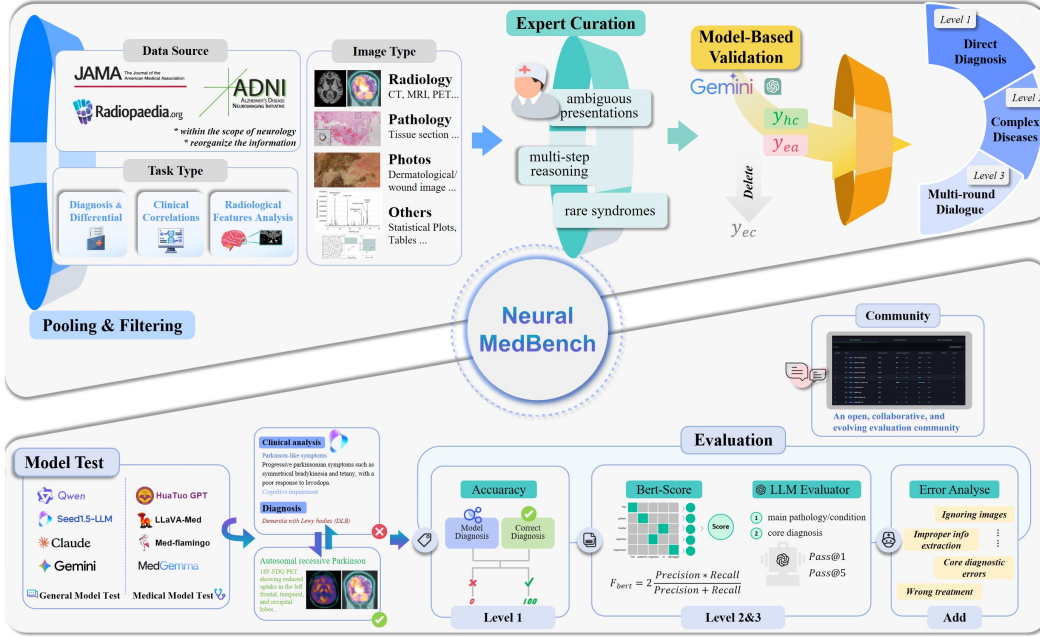 Data Source
JAMA The Journal of the
American Medical Association
ADNI
ALZHEIMER'S DISEASE
NEUROIMAGING INITIATIVE
Radiopaedia.org
* within the scope of neurology
* reorganize the information
Task Type
Diagnosis &
Differential
Clinical
Correlations
Radiological
Features Analysis
Pooling & Filtering
Image Type
Radiology
CT, MRI, PET...
Pathology
Tissue section ...
Photos
Dermatological/
wound image ...
Others
Statistical Plots,
Tables ...
Expert Curation
ambiguous
presentations
multi-step
reasoning
rare syndromes
Model-Based
Validation
Gemini
y_hc
y_ea
Delete
y_ec
Level 1
Direct
Diagnosis
Level 2
Complex
Diseases
Level 3
Multi-round
Dialogue
Neural
MedBench
Community
An open, collaborative, and
evolving evaluation community
Model Test
Qwen
Seed1.5-LLM
Claude
Gemini
General Model Test
HuaTuo GPT
LLaVA-Med
Med-flamingo
MedGemma
Medical Model Test
Clinical analysis
Parkinson-like symptoms
Progressive parkinsonian symptoms such as
symmetrical bradykinesia and tetany, with a
poor response to levodopa.
Cognitive impairment
Diagnosis
Dementia with Lewy bodies (DLB)
Autosomal recessive Parkinson
18F-FDG PET
showing reduced
uptake in the left
frontal, temporal,
and occipital
lobes...
Evaluation
Accuaracy
Model
Diagnosis
Correct
Diagnosis
0
100
Level 1
Bert-Score
Score
F_bert = 2 Precision * Recall / Precision + Recall
LLM Evaluator
1 main pathology/condition
2 core diagnosis
Pass@1
Pass@5
Level 2&3
Error Analyse
Ignoring images
Improper info
extraction
Core diagnostic
errors
Wrong treatment
Add